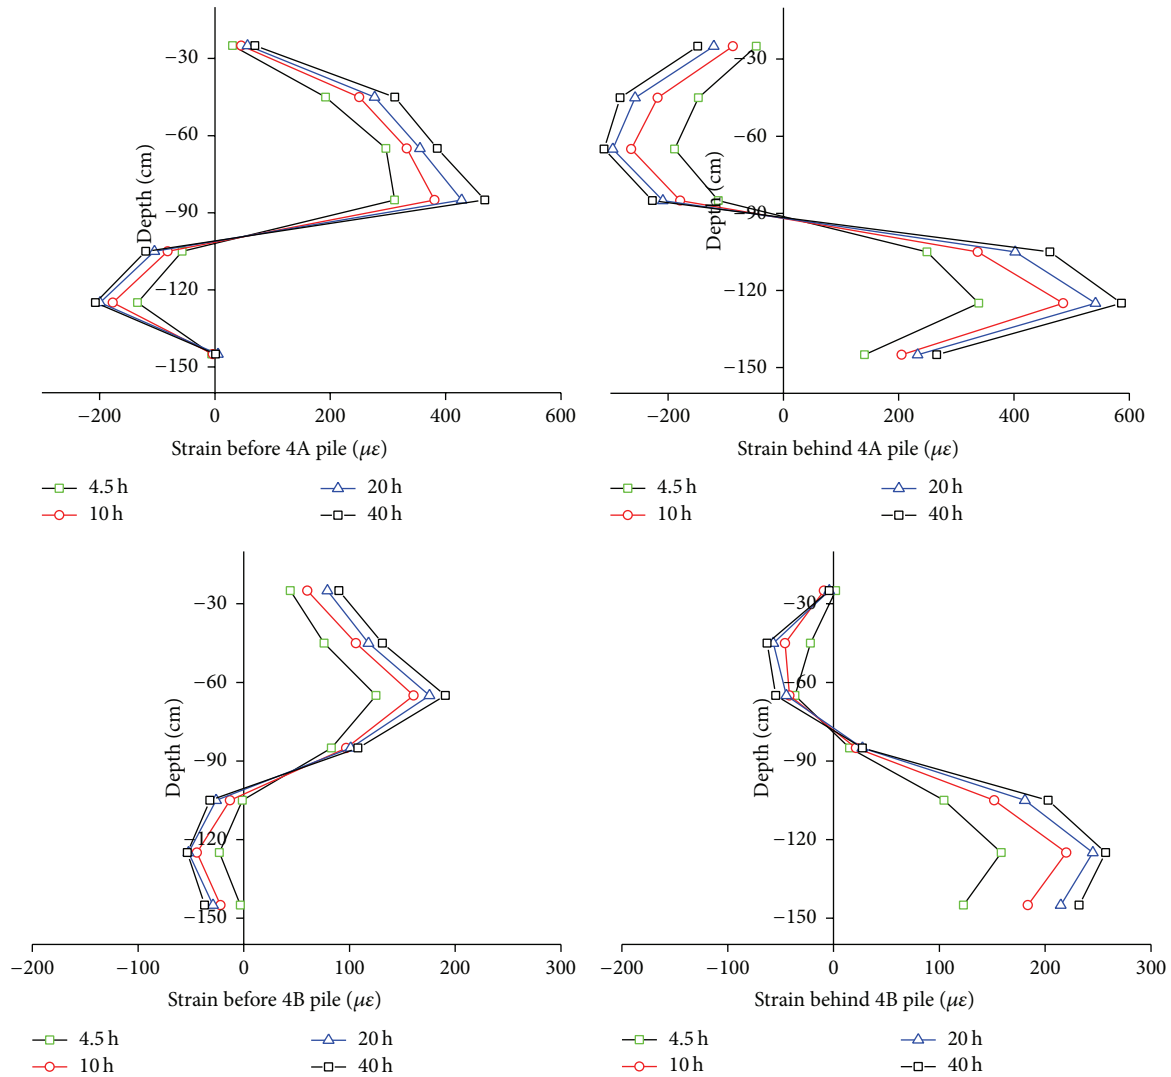 −30
−60
−90
−120
−150
Depth (cm)
−200 0 200 400 600
Strain before 4A pile (με)
4.5 h 20 h
10 h 40 h
−30
−60
−90
−120
−150
Depth (cm)
−200 0 200 400 600
Strain behind 4A pile (με)
4.5 h 20 h
10 h 40 h
−30
−60
−90
−120
−150
Depth (cm)
−200 −100 0 100 200 300
Strain before 4B pile (με)
4.5 h 20 h
10 h 40 h
−30
−60
−90
−120
−150
Depth (cm)
−200 −100 0 100 200 300
Strain behind 4B pile (με)
4.5 h 20 h
10 h 40 h